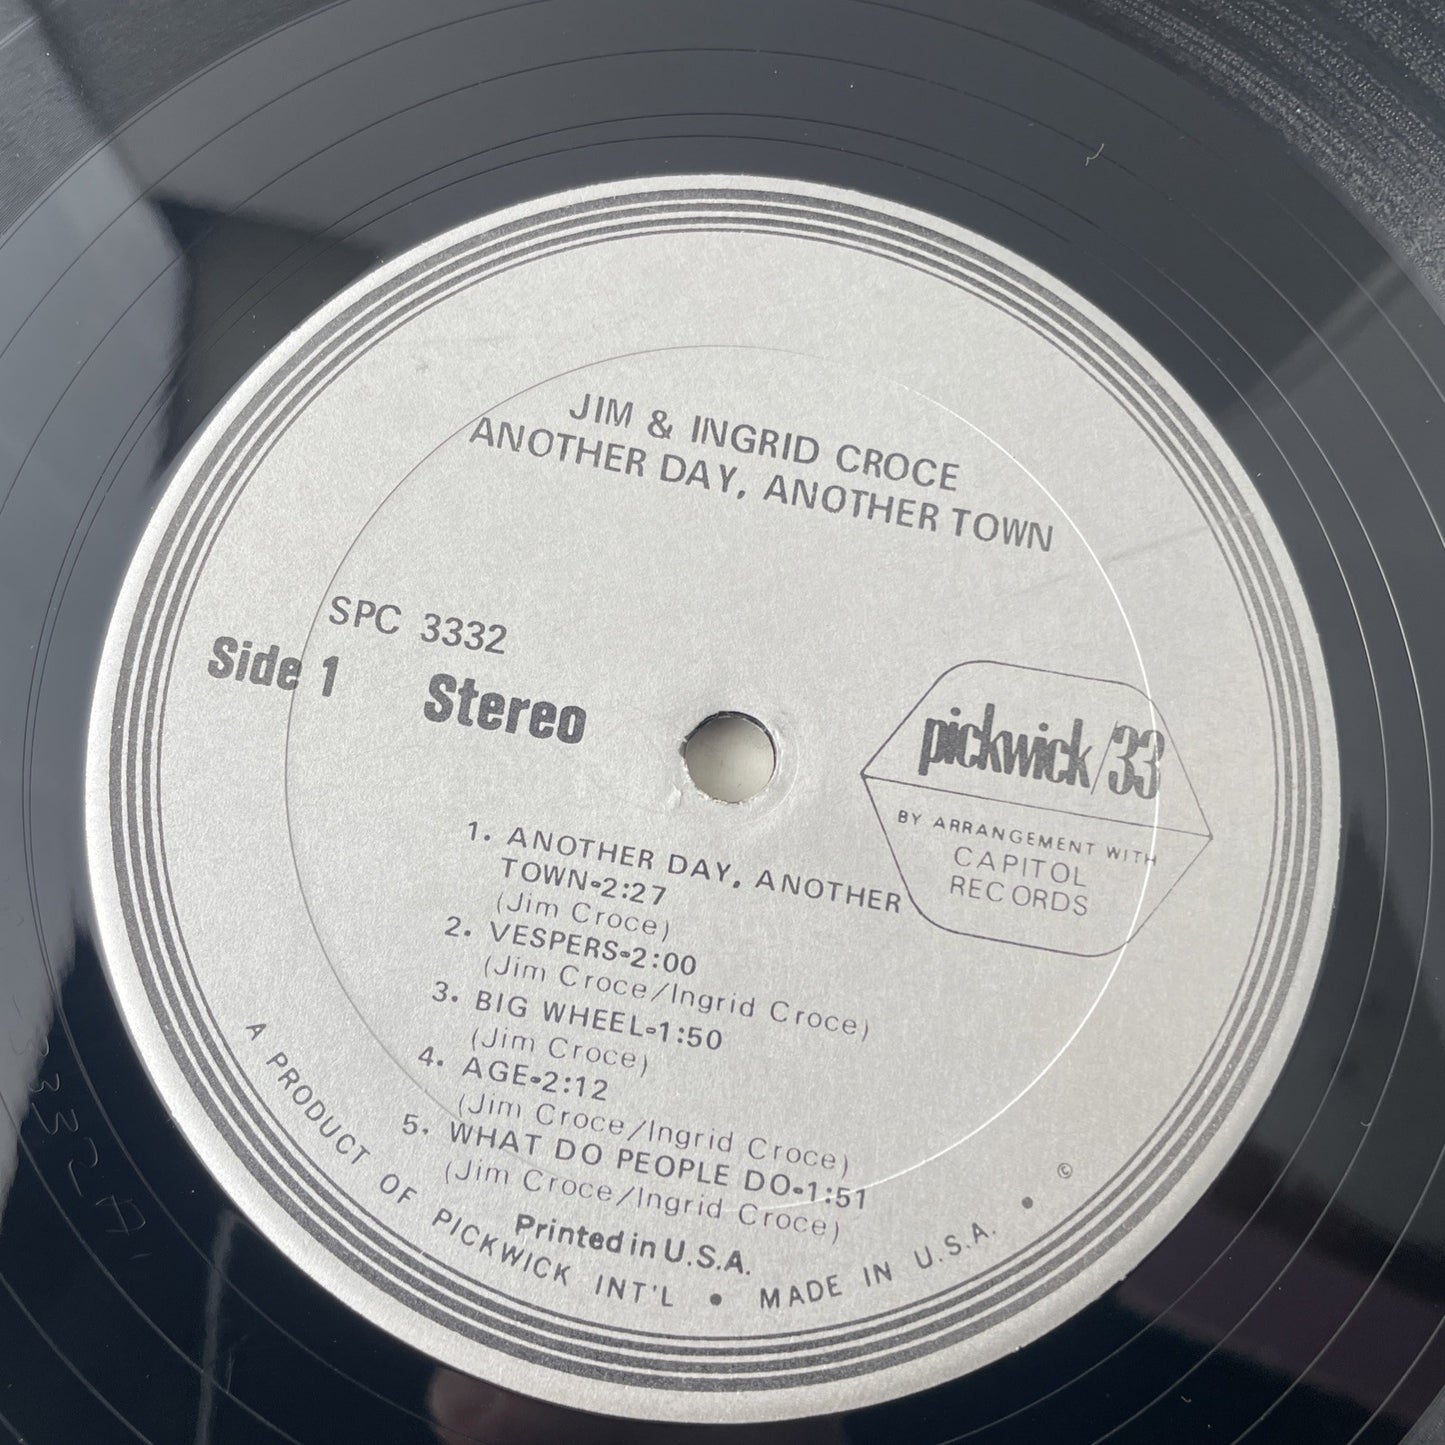 JIM & INGRID CROCE
ANOTHER DAY, ANOTHER TOWN
SPC 3332
Side 1 Stereo
pickwick/33
BY ARRANGEMENT WITH
CAPITOL
RECORDS
1. ANOTHER DAY, ANOTHER
TOWN-2:27
(Jim Croce)
2. VESPERS-2:00
(Jim Croce/Ingrid Croce)
3. BIG WHEEL-1:50
(Jim Croce)
4. AGE-2:12
(Jim Croce/Ingrid Croce)
5. WHAT DO PEOPLE DO-1:51
(Jim Croce/Ingrid Croce)
Printed in U.S.A.
A PRODUCT OF PICKWICK INT'L • MADE IN U.S.A. • ©